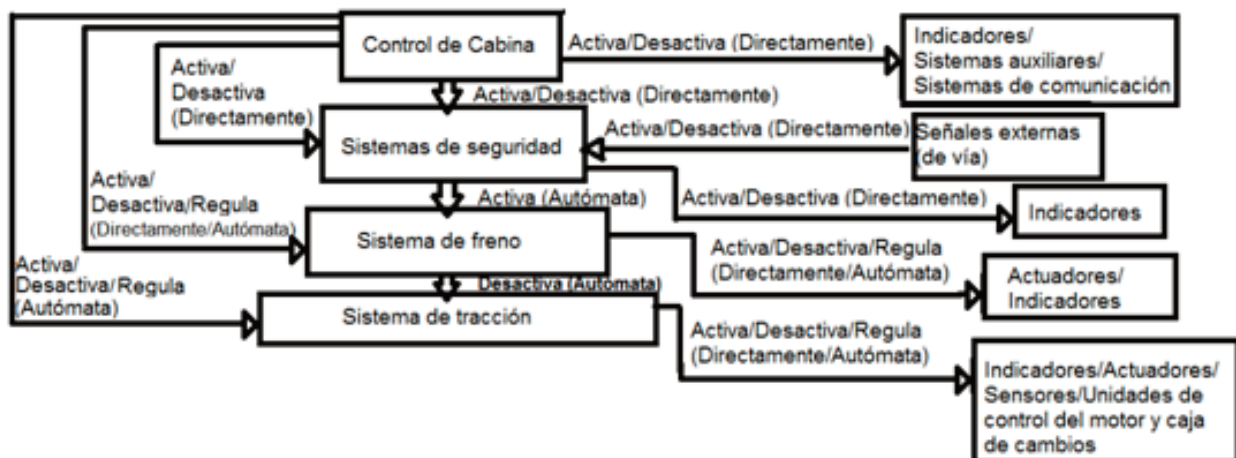 Control de Cabina
Activa/Desactiva (Directamente)
Indicadores/
Sistemas auxiliares/
Sistemas de comunicación
Activa/
Desactiva
(Directamente)
Activa/Desactiva (Directamente)
Sistemas de seguridad
Activa/Desactiva (Directamente)
Señales externas
(de vía)
Activa/
Desactiva/Regula
(Directamente/Autómata)
Activa (Autómata)
Activa/Desactiva (Directamente)
Indicadores
Sistema de freno
Activa/Desactiva/Regula
(Directamente/Autómata)
Actuadores/
Indicadores
Activa/
Desactiva/Regula
(Autómata)
Desactiva (Autómata)
Sistema de tracción
Activa/Desactiva/Regula
(Directamente/Autómata)
Indicadores/Actuadores/
Sensores/Unidades de
control del motor y caja
de cambios